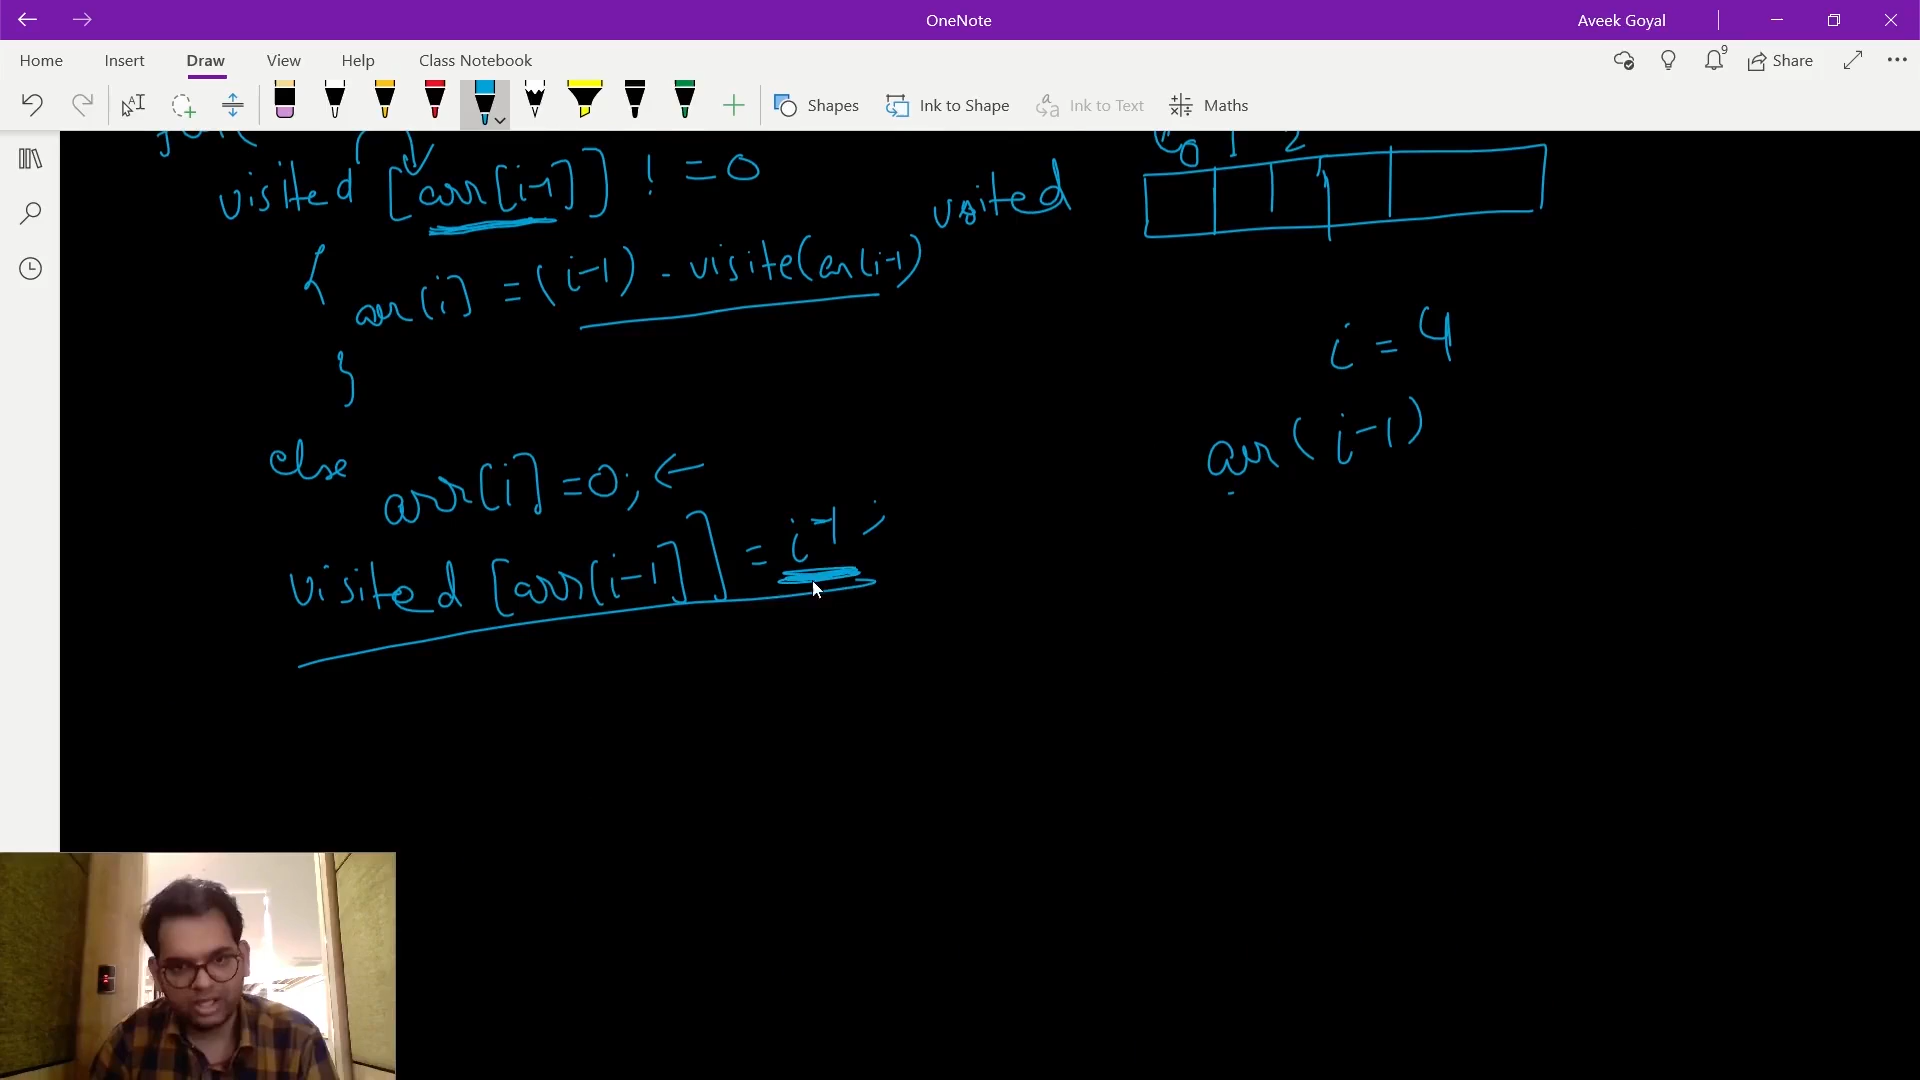 OneNote
Aveek Goyal
Home Insert Draw View Help Class Notebook
9
Share
Shapes Ink to Shape Ink to Text Maths
visited [arr[i-1]] ! = 0
0 1 2
visited
{
arr[i] = (i-1) - visite(arr[i-1)
}
i = 4
arr(i-1)
else
arr[i] = 0; ←
visited [arr[i-1]] = i-1;